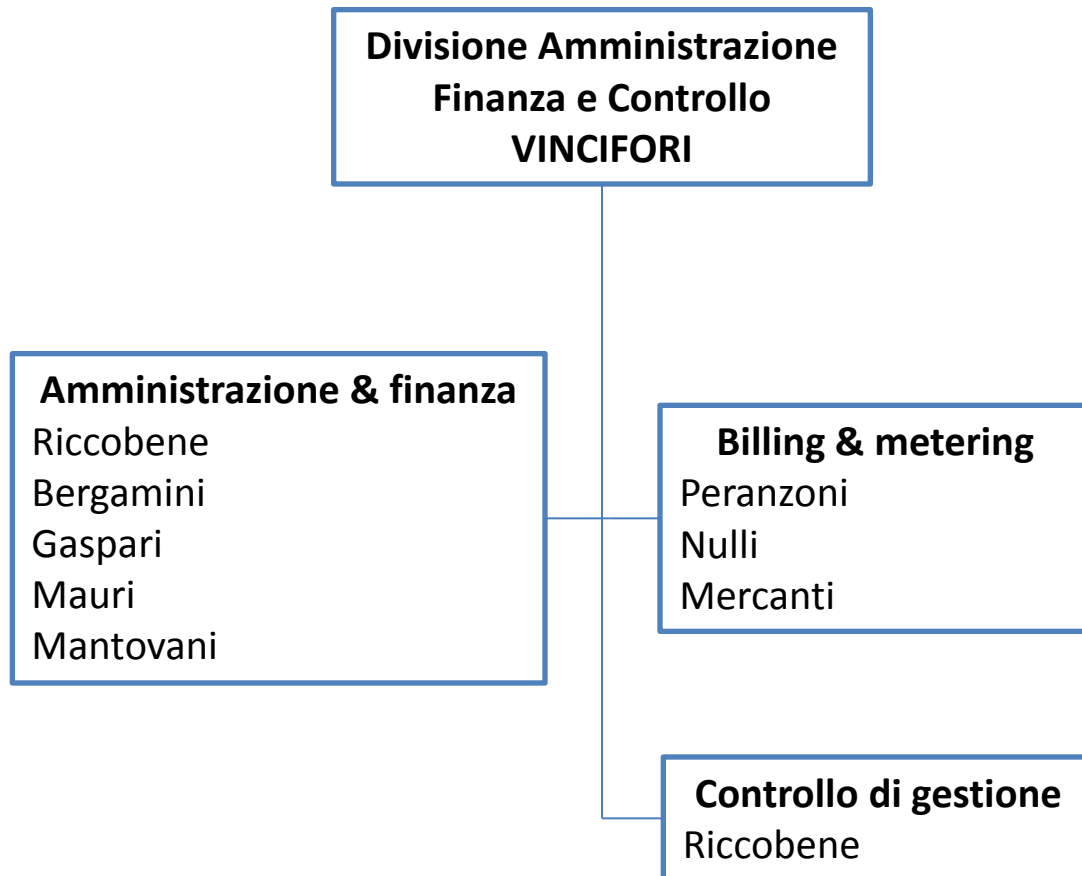 Divisione Amministrazione
Finanza e Controllo
VINCIFORI
Amministrazione & finanza
Riccobene
Bergamini
Gaspari
Mauri
Mantovani
Billing & metering
Peranzoni
Nulli
Mercanti
Controllo di gestione
Riccobene